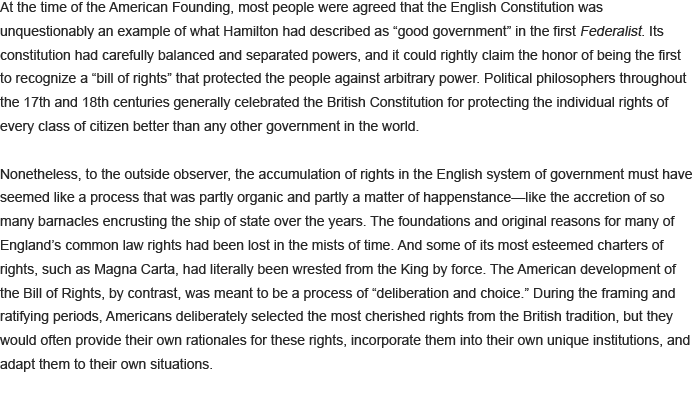 At the time of the American Founding, most people were agreed that the English Constitution was
unquestionably an example of what Hamilton had described as “good government” in the first Federalist. Its
constitution had carefully balanced and separated powers, and it could rightly claim the honor of being the first
to recognize a “bill of rights” that protected the people against arbitrary power. Political philosophers throughout
the 17th and 18th centuries generally celebrated the British Constitution for protecting the individual rights of
every class of citizen better than any other government in the world.
Nonetheless, to the outside observer, the accumulation of rights in the English system of government must have
seemed like a process that was partly organic and partly a matter of happenstance—like the accretion of so
many barnacles encrusting the ship of state over the years. The foundations and original reasons for many of
England’s common law rights had been lost in the mists of time. And some of its most esteemed charters of
rights, such as Magna Carta, had literally been wrested from the King by force. The American development of
the Bill of Rights, by contrast, was meant to be a process of “deliberation and choice.” During the framing and
ratifying periods, Americans deliberately selected the most cherished rights from the British tradition, but they
would often provide their own rationales for these rights, incorporate them into their own unique institutions, and
adapt them to their own situations.